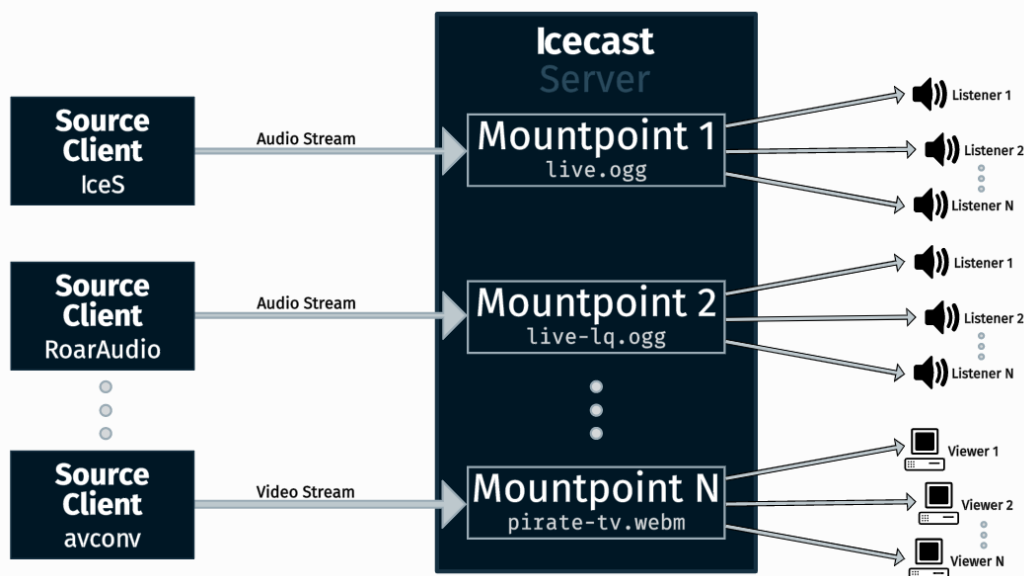 Icecast
Server
Source
Client
IceS
Audio Stream
Mountpoint 1
live.ogg
Listener 1
Listener 2
Listener N
Source
Client
RoarAudio
Audio Stream
Mountpoint 2
live-lq.ogg
Listener 1
Listener 2
Listener N
Source
Client
avconv
Video Stream
Mountpoint N
pirate-tv.webm
Viewer 1
Viewer 2
Viewer N